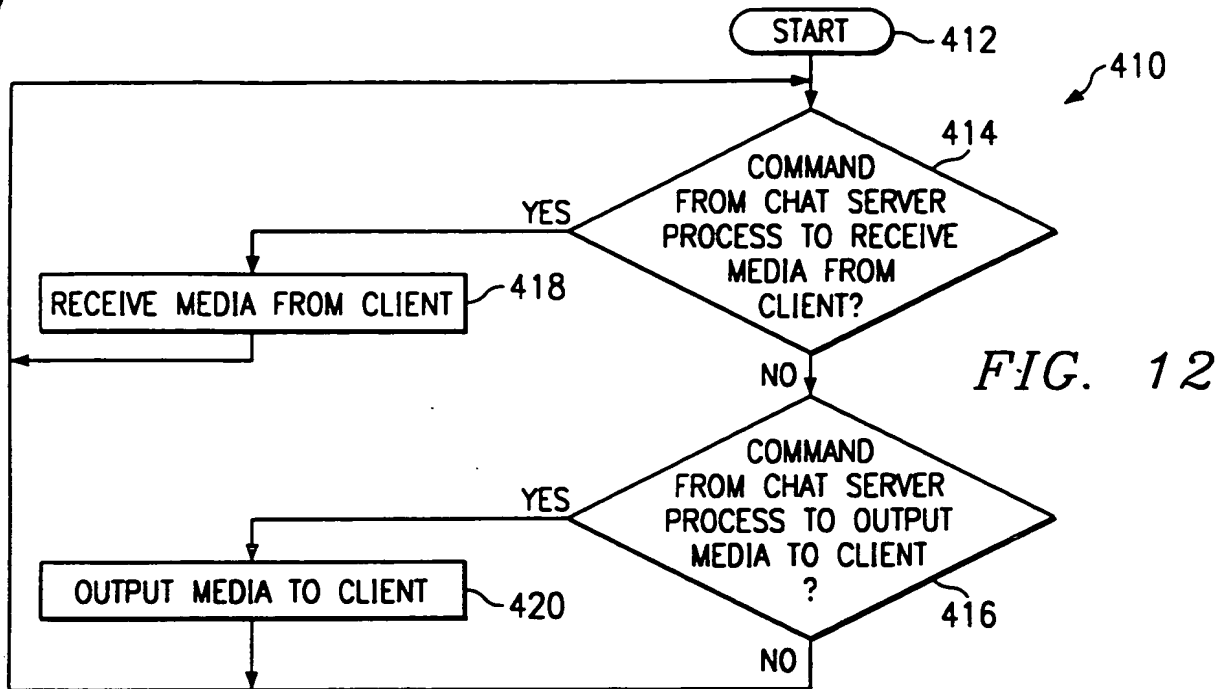 START
412
410
414
COMMAND
FROM CHAT SERVER
PROCESS TO RECEIVE
MEDIA FROM
CLIENT?
YES
RECEIVE MEDIA FROM CLIENT
418
NO
FIG. 12
COMMAND
FROM CHAT SERVER
PROCESS TO OUTPUT
MEDIA TO CLIENT
?
YES
OUTPUT MEDIA TO CLIENT
420
416
NO